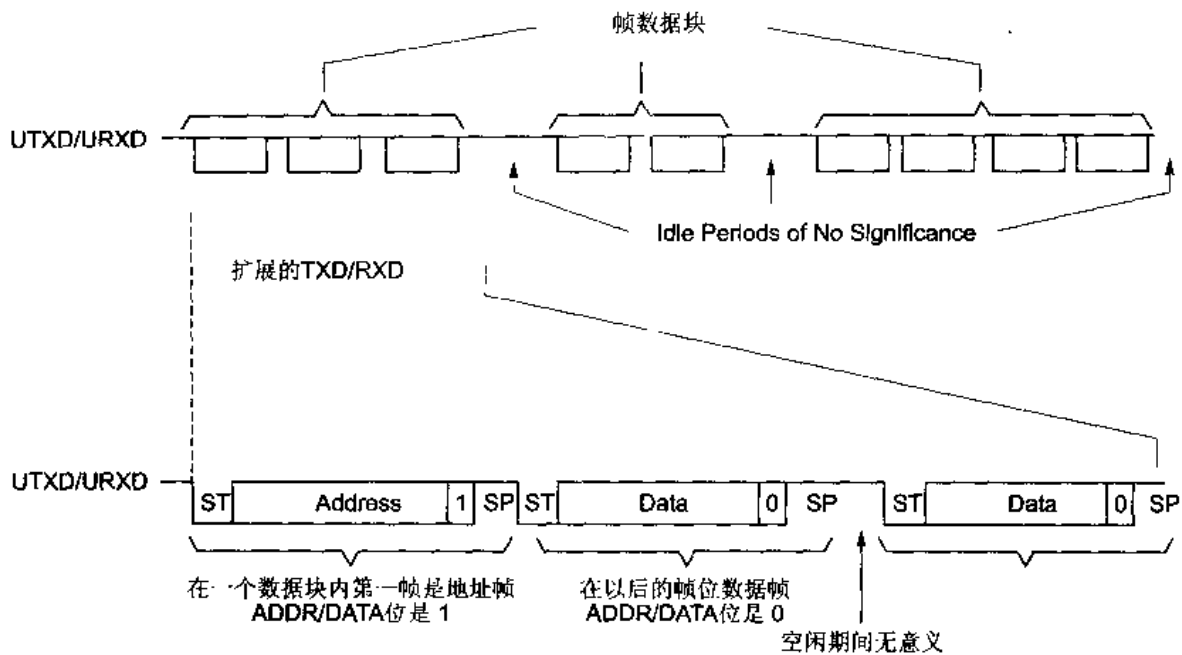 帧数据块
UTXD/URXD
Idle Periods of No Significance
扩展的TXD/RXD
UTXD/URXD
ST Address 1 SP ST Data 0 SP ST Data 0 SP
在一个数据块内第一帧是地址帧
ADDR/DATA位是 1
在以后的帧位数据帧
ADDR/DATA位是 0
空闲期间无意义